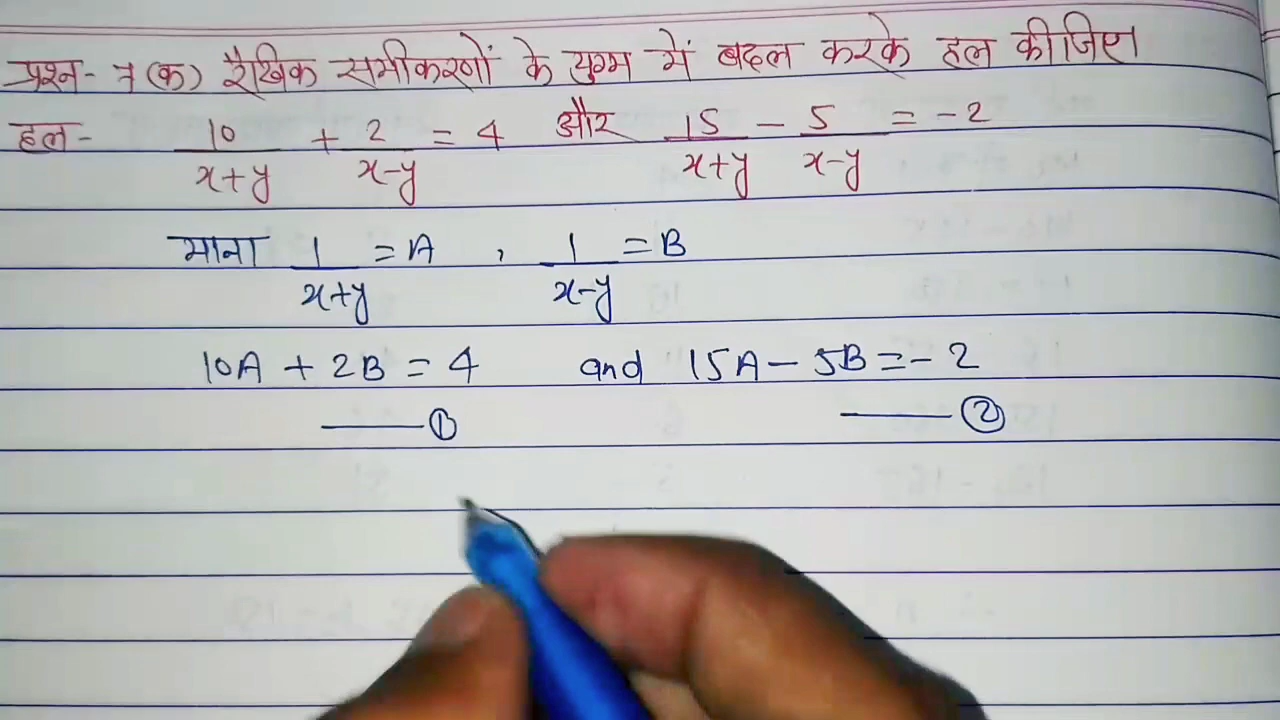 प्रश्न- 7 (क) रैखिक समीकरणों के युग्म में बदल करके हल कीजिए।
हल- 10/x+y + 2/x-y = 4 और 15/x+y - 5/x-y = -2
माना 1/x+y = A , 1/x-y = B
10A + 2B = 4 and 15A - 5B = -2
—— ① —— ②